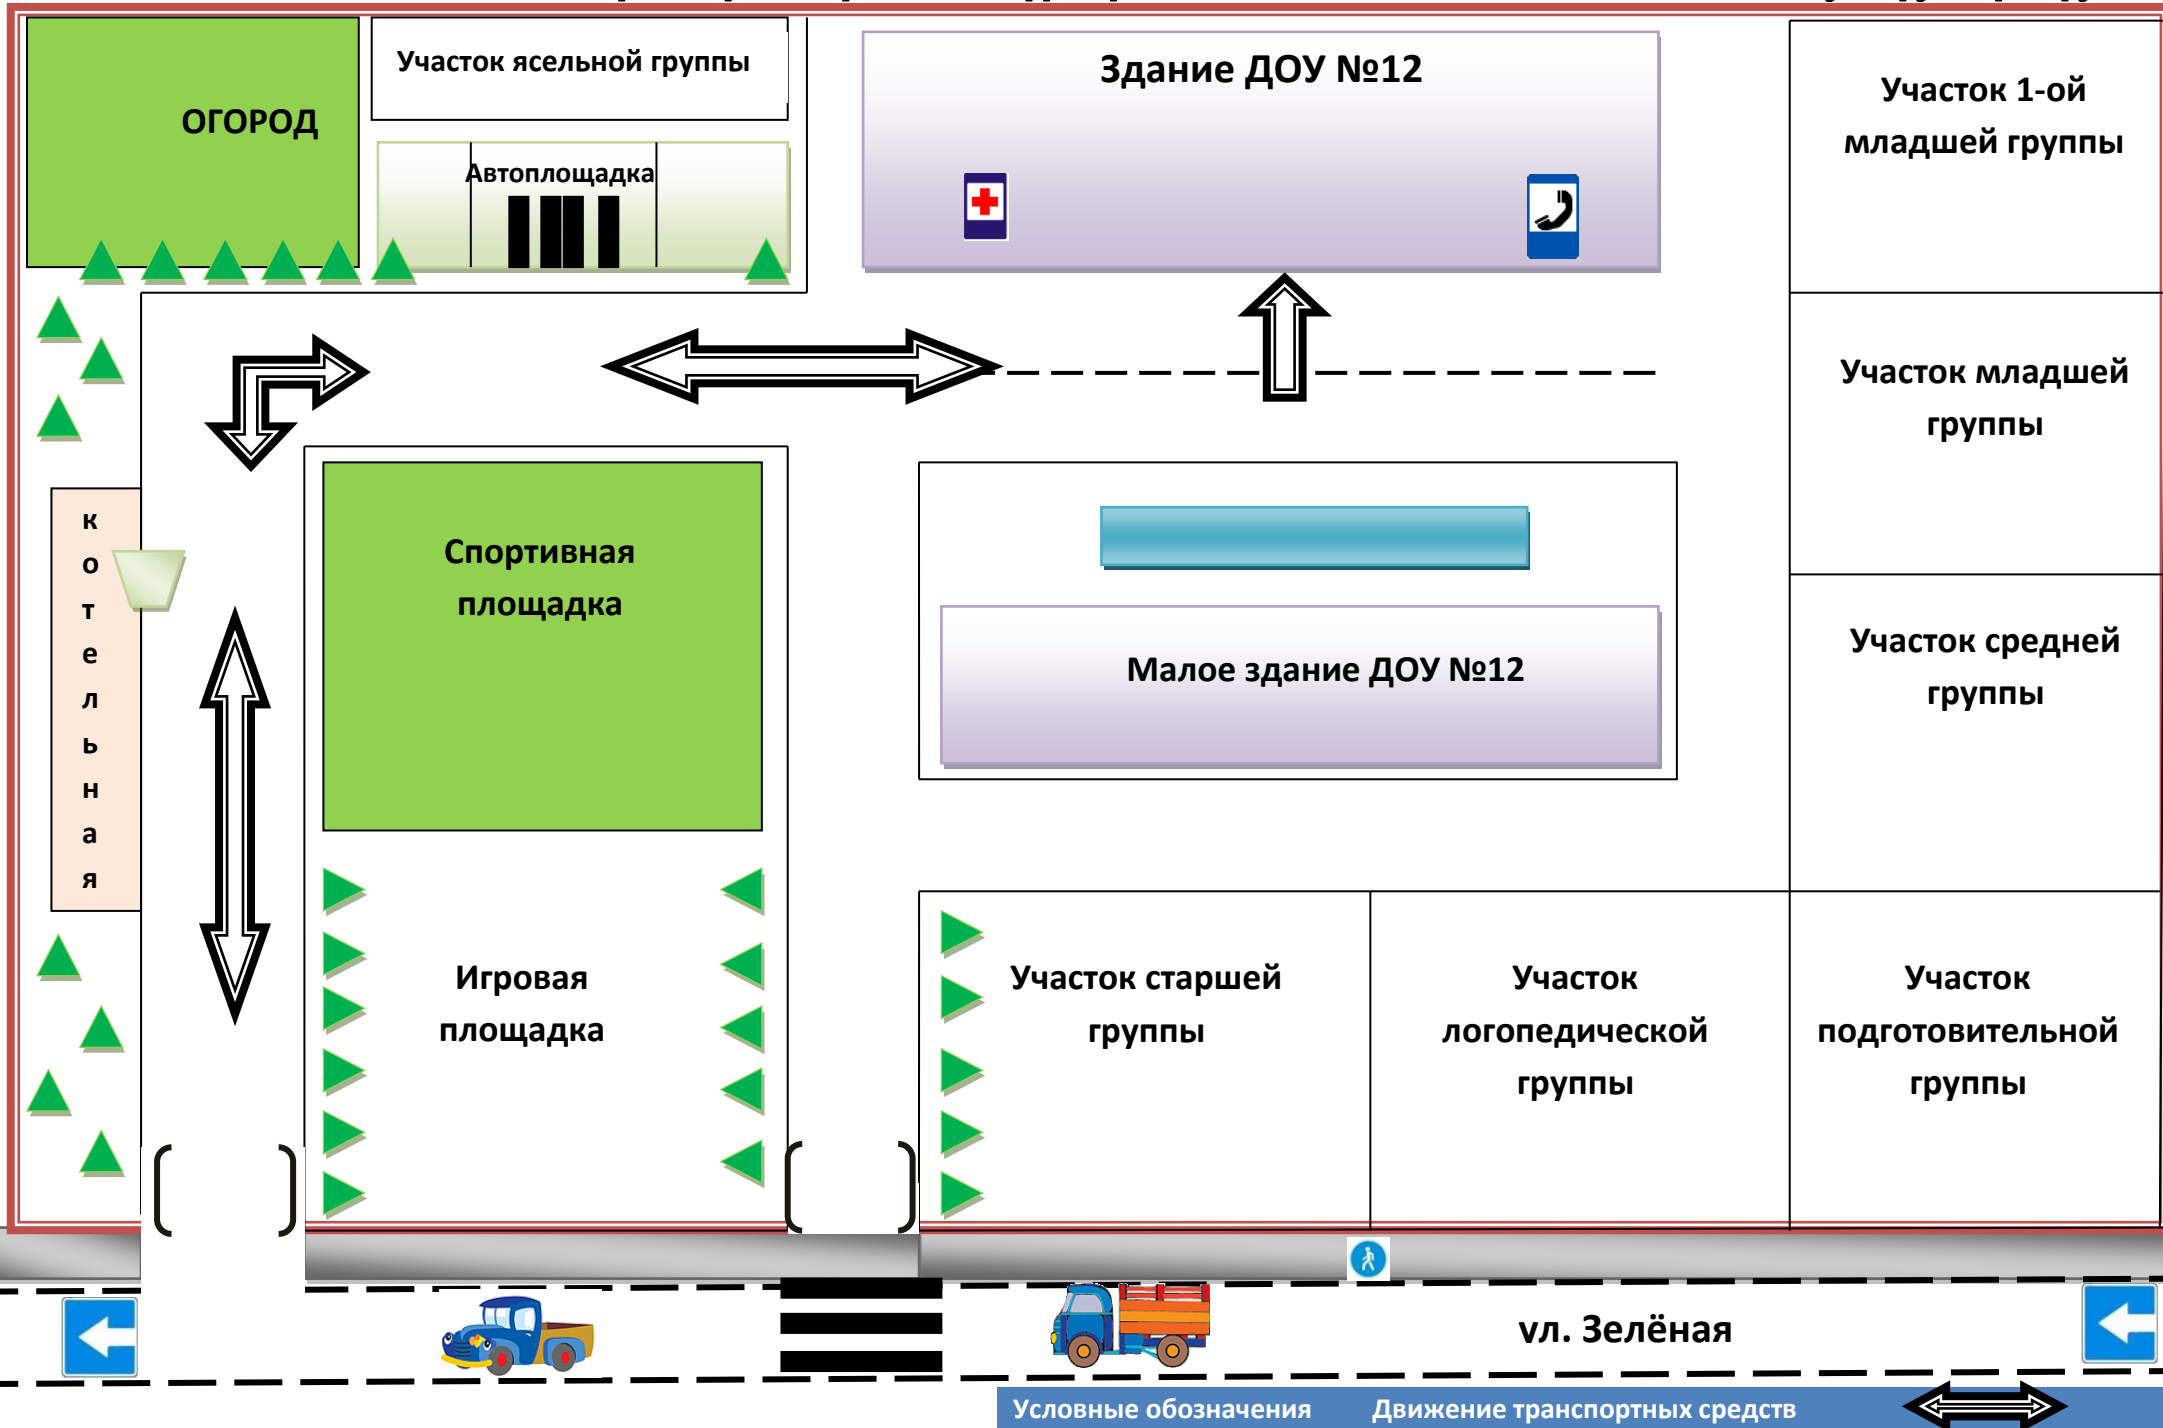 Участок ясельной группы
Здание ДОУ №12
ОГОРОД
Участок 1-ой
младшей группы
Автоплощадка
Участок младшей
группы
котельная
Спортивная
площадка
Участок средней
группы
Малое здание ДОУ №12
Игровая
площадка
Участок старшей
группы
Участок
логопедической
группы
Участок
подготовительной
группы
ул. Зелёная
Условные обозначения Движение транспортных средств